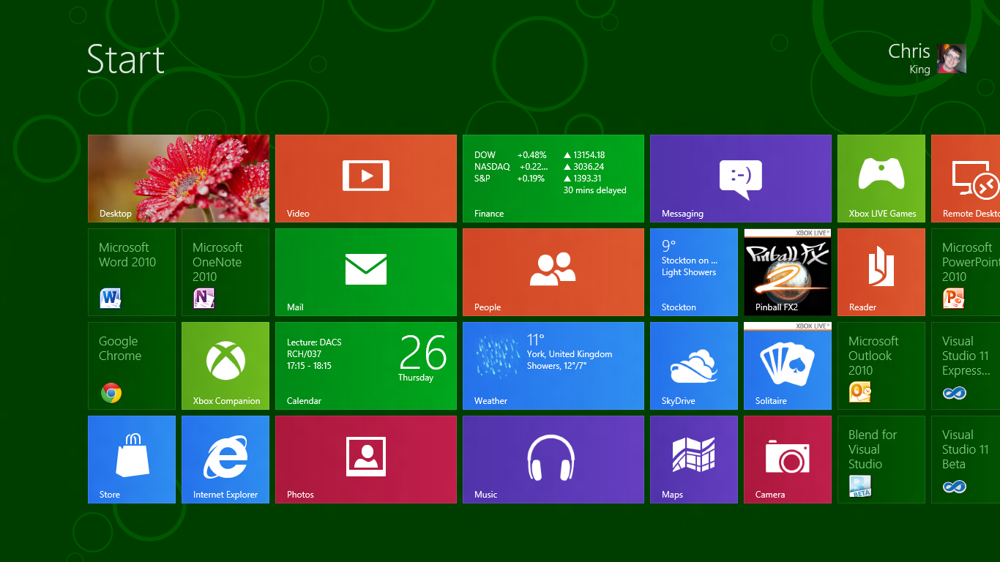 Start
Chris
King
Desktop
Video
DOW +0.48% ▲ 13154.18
NASDAQ +0.22... ▲ 3036.24
S&P +0.19% ▲ 1393.31
30 mins delayed
Finance
:-)
Messaging
Xbox LIVE Games
Remote Deskto
Microsoft
Word 2010
W
Microsoft
OneNote
2010
N
Mail
People
9°
Stockton on ...
Light Showers
Stockton
XBOX LIVE
Pinball FX
2
Pinball FX2
Reader
Microsoft
PowerPoint
2010
P
Google
Chrome
Xbox Companion
Lecture: DACS
RCH/037
17:15 - 18:15
26
Thursday
Calendar
11°
York, United Kingdom
Showers, 12°/7°
Weather
SkyDrive
XBOX LIVE
Solitaire
Microsoft
Outlook
2010
Visual
Studio 11
Express...
Store
Internet Explorer
Photos
Music
Maps
Camera
Blend for
Visual
Studio
BETA
Visual
Studio 11
Beta